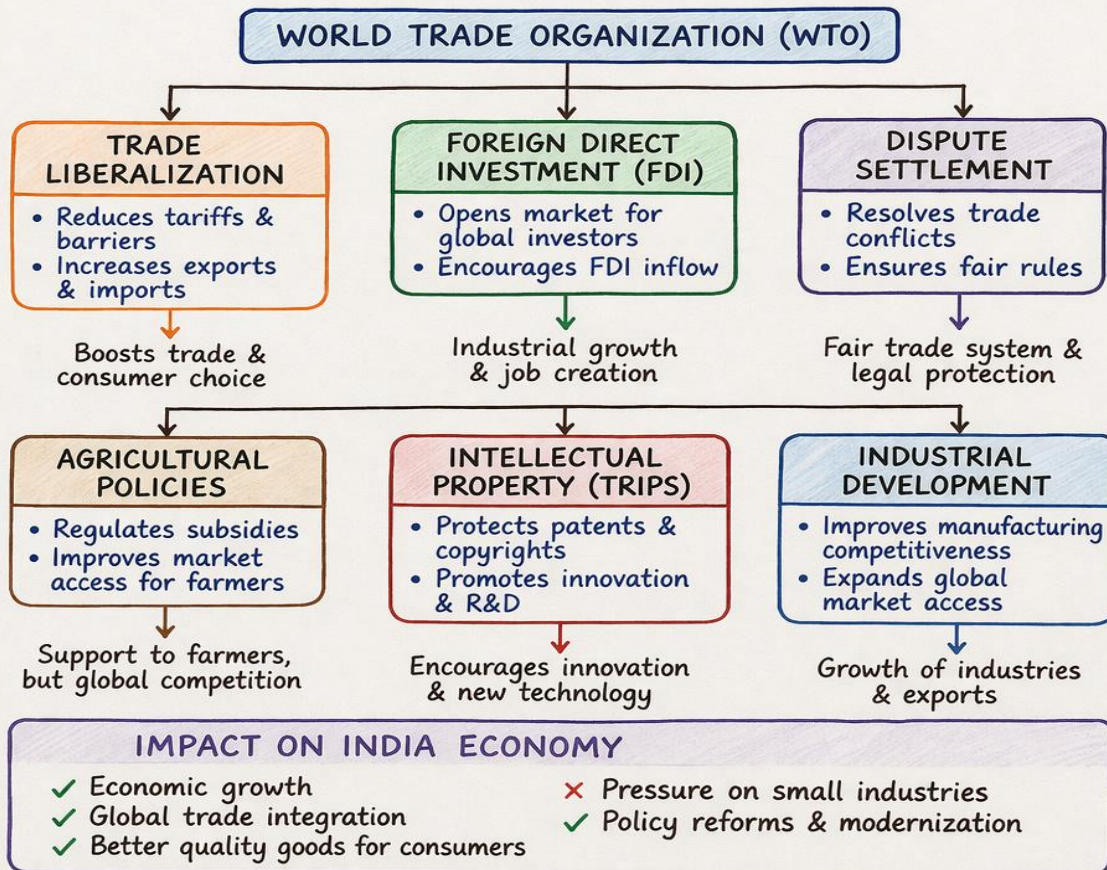 WORLD TRADE ORGANIZATION (WTO)
TRADE
LIBERALIZATION
• Reduces tariffs &
barriers
• Increases exports
& imports
Boosts trade &
consumer choice
FOREIGN DIRECT
INVESTMENT (FDI)
• Opens market for
global investors
• Encourages FDI inflow
Industrial growth
& job creation
DISPUTE
SETTLEMENT
• Resolves trade
conflicts
• Ensures fair rules
Fair trade system &
legal protection
AGRICULTURAL
POLICIES
• Regulates subsidies
• Improves market
access for farmers
Support to farmers,
but global competition
INTELLECTUAL
PROPERTY (TRIPS)
• Protects patents &
copyrights
• Promotes innovation
& R&D
Encourages innovation
& new technology
INDUSTRIAL
DEVELOPMENT
• Improves manufacturing
competitiveness
• Expands global
market access
Growth of industries
& exports
IMPACT ON INDIA ECONOMY
✓ Economic growth
✓ Global trade integration
✓ Better quality goods for consumers
✗ Pressure on small industries
✓ Policy reforms & modernization